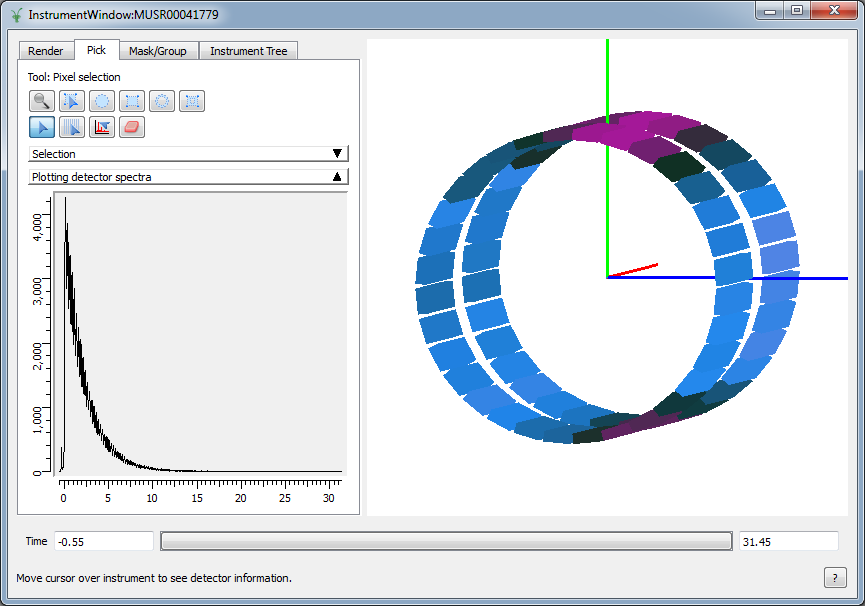 InstrumentWindow:MUSR00041779
Render Pick Mask/Group Instrument Tree
Tool: Pixel selection
Selection
Plotting detector spectra
4,000
3,000
2,000
1,000
0
0 5 10 15 20 25 30
Time -0.55 31.45
Move cursor over instrument to see detector information.
?